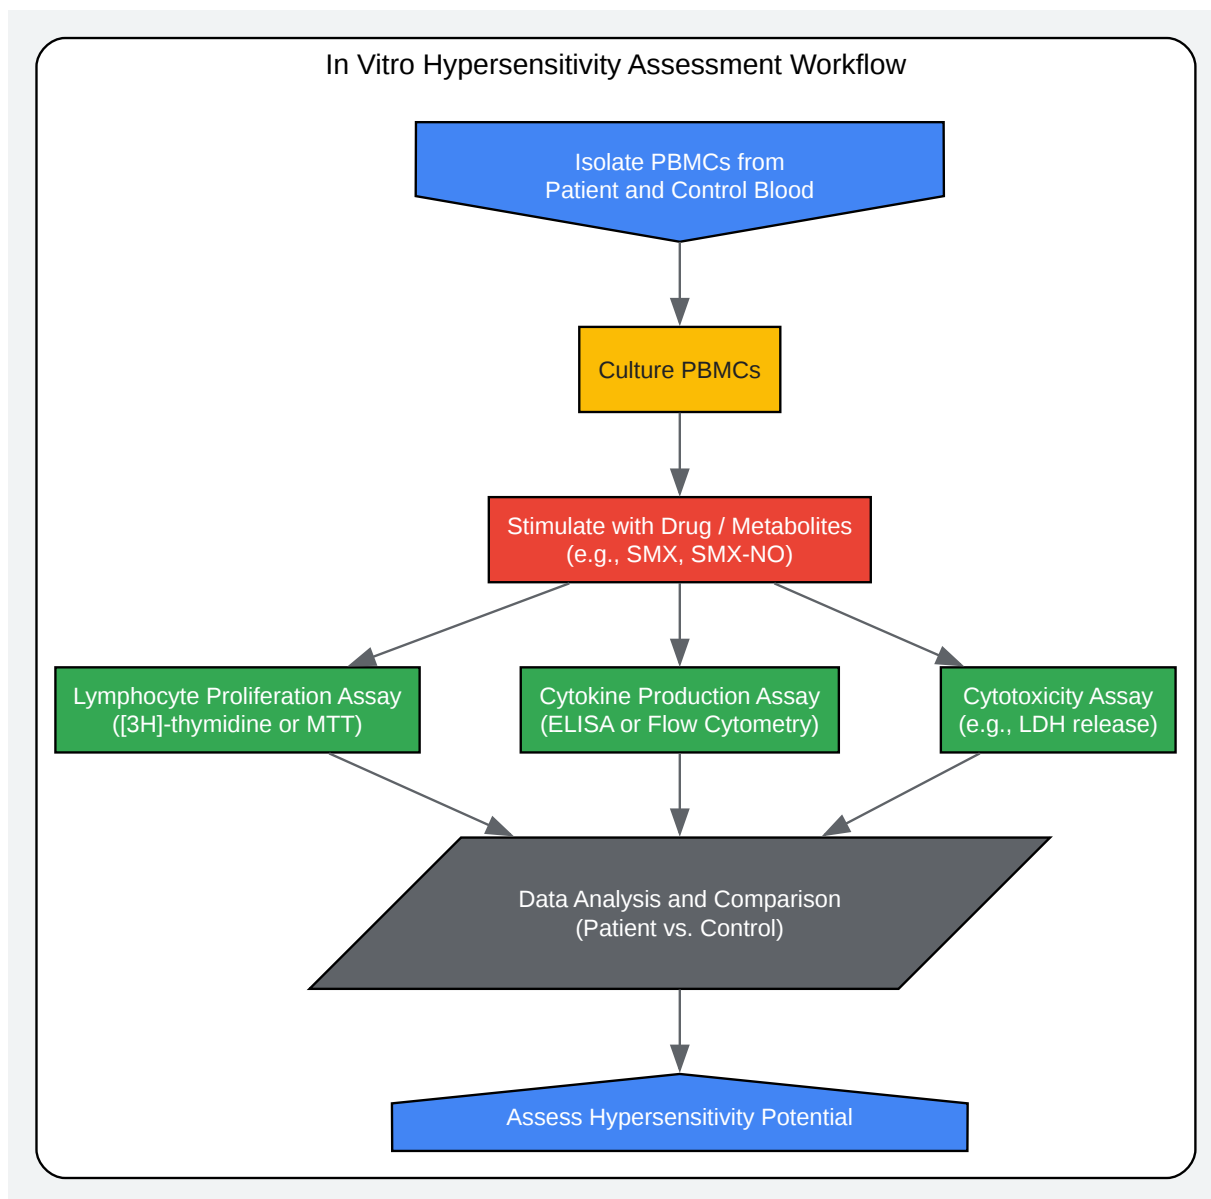 In Vitro Hypersensitivity Assessment Workflow
Isolate PBMCs from
Patient and Control Blood
Culture PBMCs
Stimulate with Drug / Metabolites
(e.g., SMX, SMX-NO)
Lymphocyte Proliferation Assay
([3H]-thymidine or MTT)
Cytokine Production Assay
(ELISA or Flow Cytometry)
Cytotoxicity Assay
(e.g., LDH release)
Data Analysis and Comparison
(Patient vs. Control)
Assess Hypersensitivity Potential